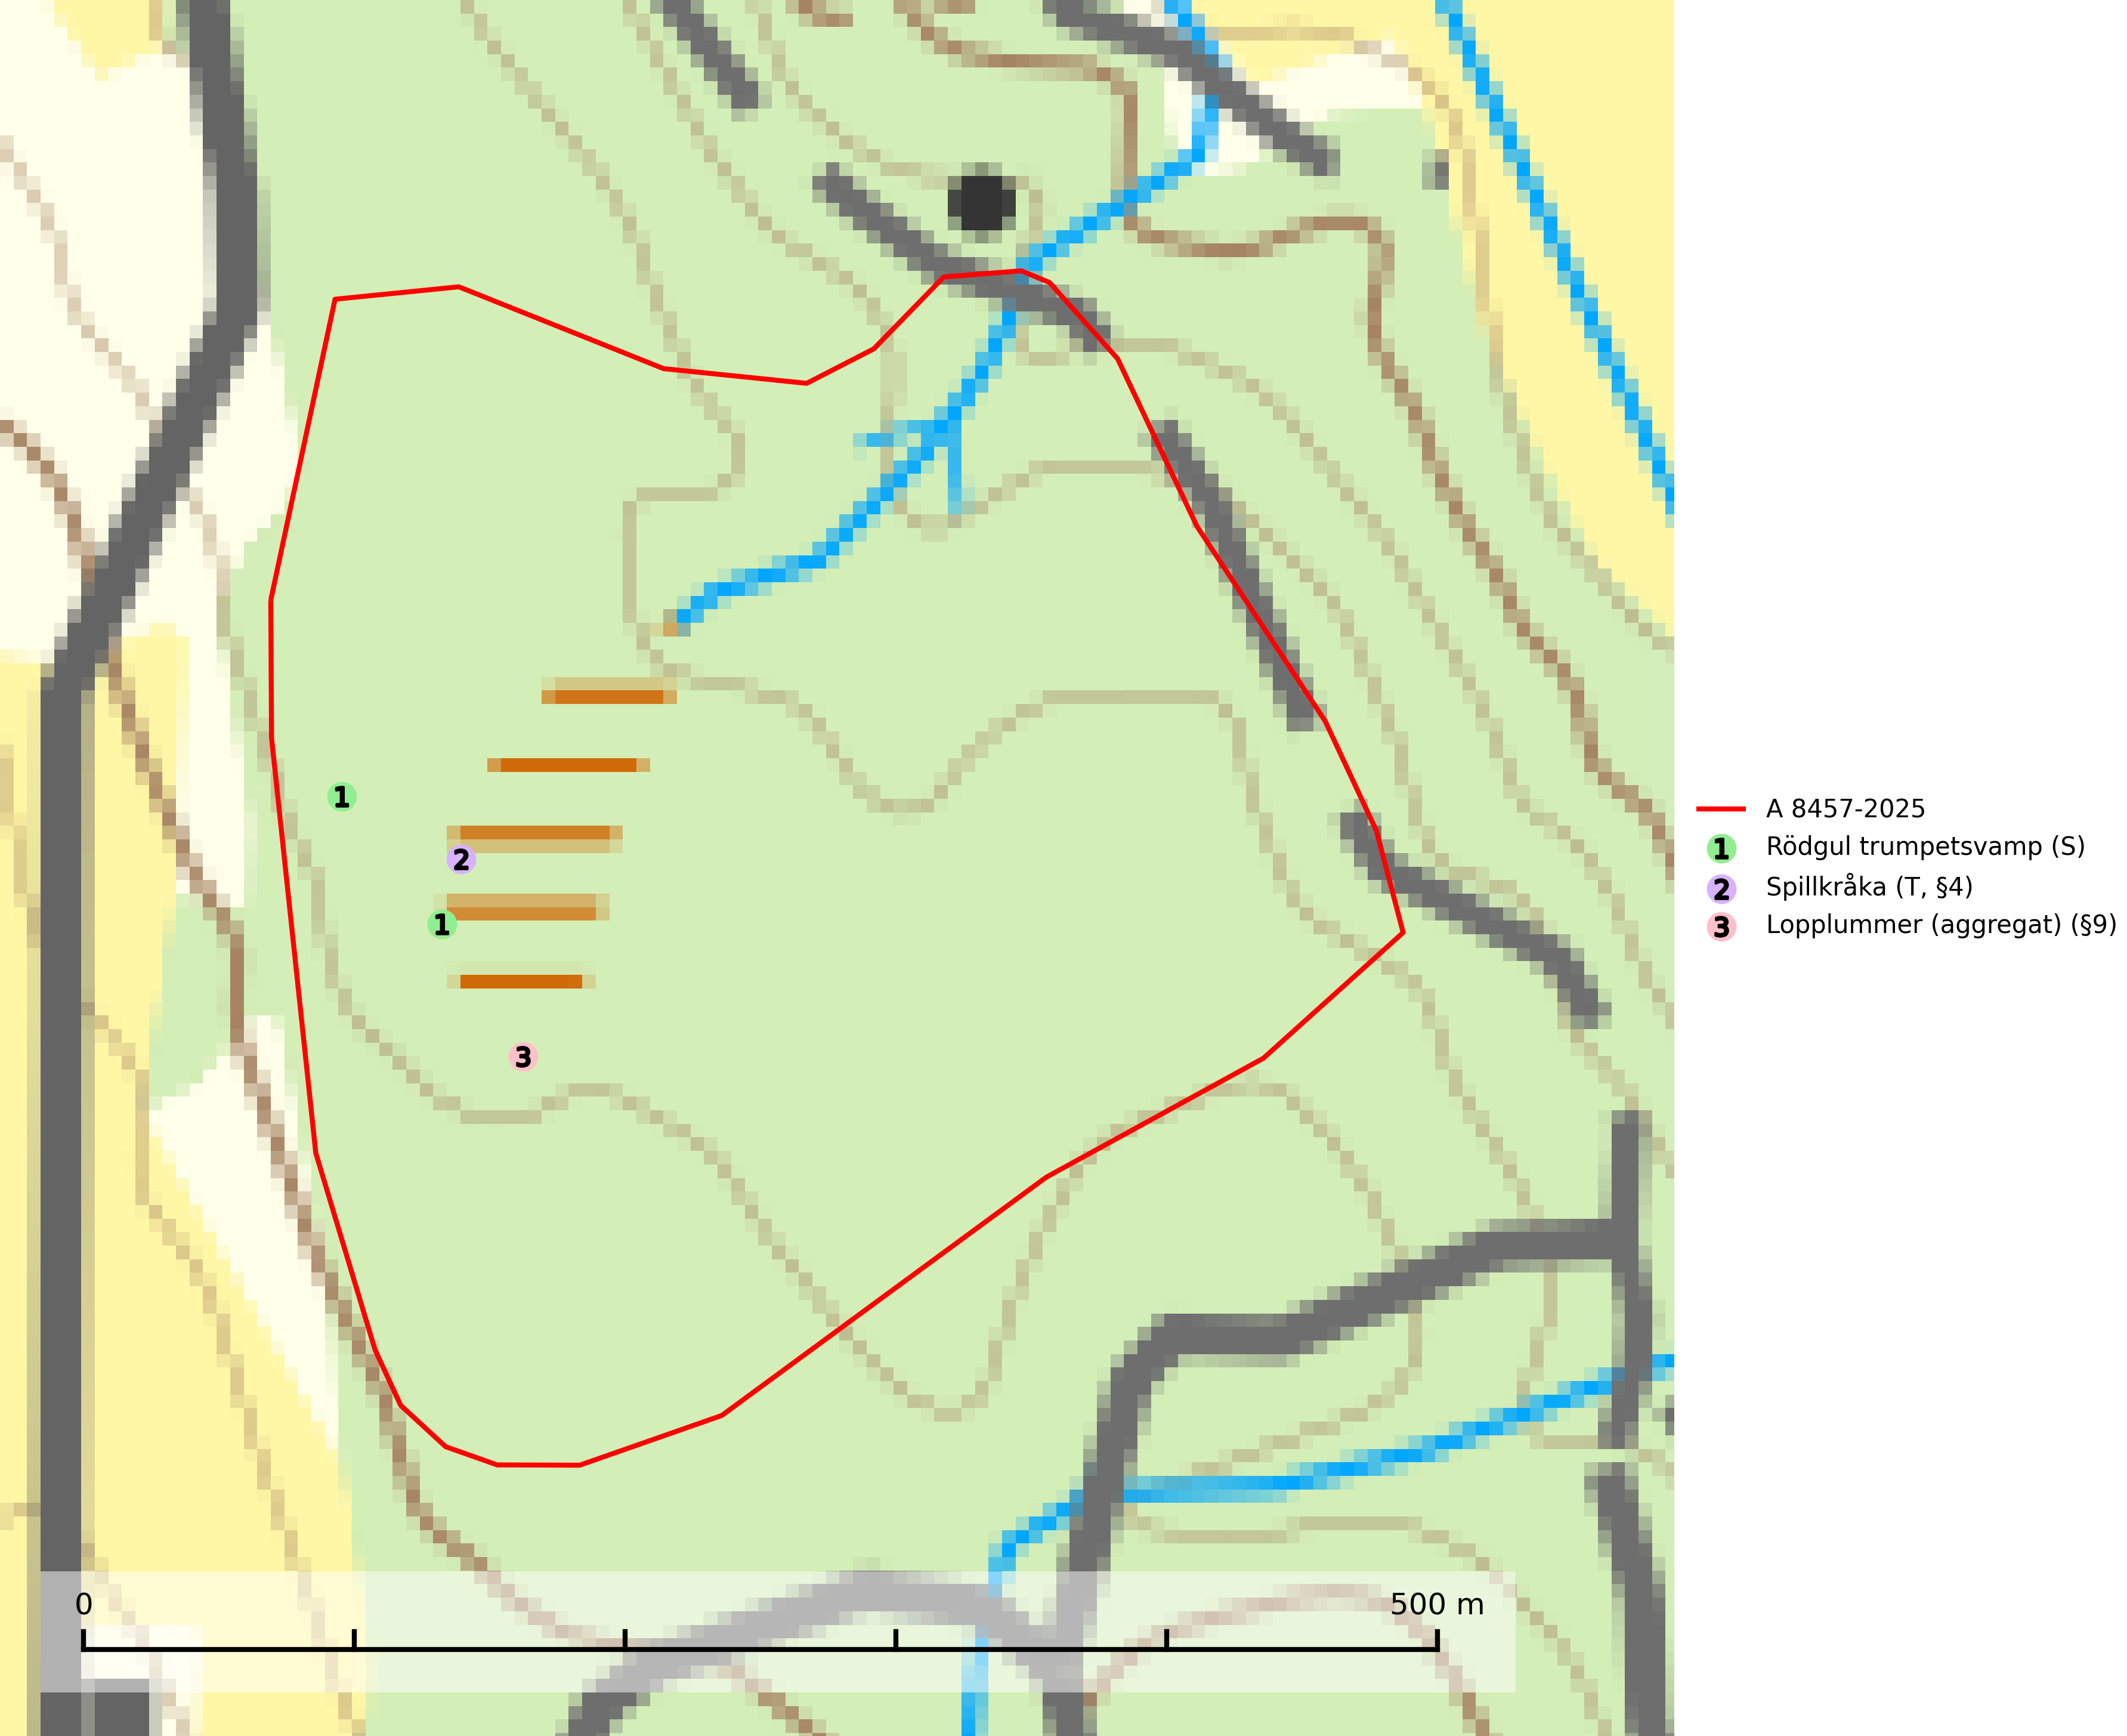 1
2
1
3
A 8457-2025
1 Rödgul trumpetsvamp (S)
2 Spillkråka (T, §4)
3 Lopplummer (aggregat) (§9)
0 500 m